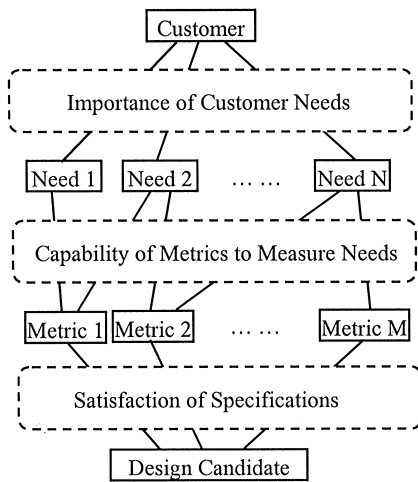 Customer
Importance of Customer Needs
Need 1 Need 2 ... ... Need N
Capability of Metrics to Measure Needs
Metric 1 Metric 2 ... ... Metric M
Satisfaction of Specifications
Design Candidate